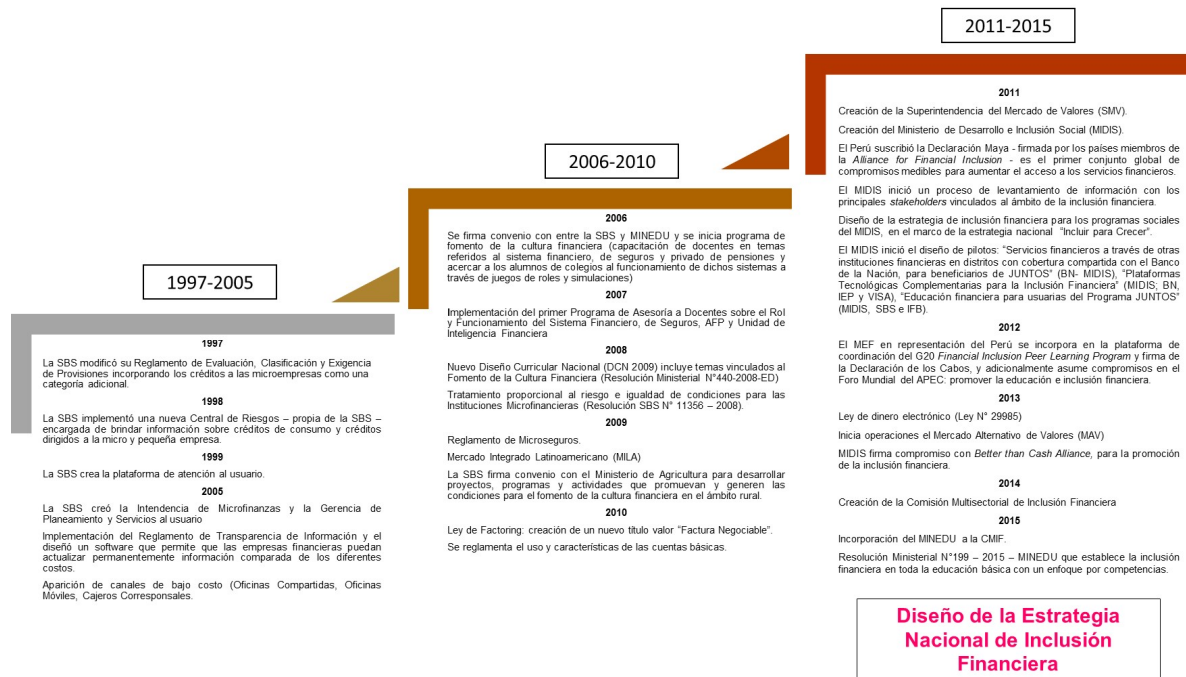 1997-2005
1997
La SBS modificó su Reglamento de Evaluación, Clasificación y Exigencia
de Provisiones incorporando los créditos a las microempresas como una
categoría adicional.
1998
La SBS implementó una nueva Central de Riesgos – propia de la SBS –
encargada de brindar información sobre créditos de consumo y créditos
dirigidos a la micro y pequeña empresa.
1999
La SBS crea la plataforma de atención al usuario.
2005
La SBS creó la Intendencia de Microfinanzas y la Gerencia de
Planeamiento y Servicios al usuario
Implementación del Reglamento de Transparencia de Información y el
diseñó un software que permite que las empresas financieras puedan
actualizar permanentemente información comparada de los diferentes
costos.
Aparición de canales de bajo costo (Oficinas Compartidas, Oficinas
Móviles, Cajeros Corresponsales.
2006-2010
2006
Se firma convenio con entre la SBS y MINEDU y se inicia programa de
fomento de la cultura financiera (capacitación de docentes en temas
referidos al sistema financiero, de seguros y privado de pensiones y
acercar a los alumnos de colegios al funcionamiento de dichos sistemas a
través de juegos de roles y simulaciones)
2007
Implementación del primer Programa de Asesoría a Docentes sobre el Rol
y Funcionamiento del Sistema Financiero, de Seguros, AFP y Unidad de
Inteligencia Financiera
2008
Nuevo Diseño Curricular Nacional (DCN 2009) incluye temas vinculados al
Fomento de la Cultura Financiera (Resolución Ministerial N°440-2008-ED)
Tratamiento proporcional al riesgo e igualdad de condiciones para las
Instituciones Microfinancieras (Resolución SBS N° 11356 – 2008).
2009
Reglamento de Microseguros.
Mercado Integrado Latinoamericano (MILA)
La SBS firma convenio con el Ministerio de Agricultura para desarrollar
proyectos, programas y actividades que promuevan y generen las
condiciones para el fomento de la cultura financiera en el ámbito rural.
2010
Ley de Factoring: creación de un nuevo título valor “Factura Negociable”.
Se reglamenta el uso y características de las cuentas básicas.
2011-2015
2011
Creación de la Superintendencia del Mercado de Valores (SMV).
Creación del Ministerio de Desarrollo e Inclusión Social (MIDIS).
El Perú suscribió la Declaración Maya - firmada por los países miembros de
la Alliance for Financial Inclusion - es el primer conjunto global de
compromisos medibles para aumentar el acceso a los servicios financieros.
El MIDIS inició un proceso de levantamiento de información con los
principales stakeholders vinculados al ámbito de la inclusión financiera.
Diseño de la estrategia de inclusión financiera para los programas sociales
del MIDIS, en el marco de la estrategia nacional “Incluir para Crecer”.
El MIDIS inició el diseño de pilotos: “Servicios financieros a través de otras
instituciones financieras en distritos con cobertura compartida con el Banco
de la Nación, para beneficiarios de JUNTOS” (BN- MIDIS), “Plataformas
Tecnológicas Complementarias para la Inclusión Financiera” (MIDIS; BN,
IEP y VISA), “Educación financiera para usuarias del Programa JUNTOS”
(MIDIS, SBS e IFB).
2012
El MEF en representación del Perú se incorpora en la plataforma de
coordinación del G20 Financial Inclusion Peer Learning Program y firma de
la Declaración de los Cabos, y adicionalmente asume compromisos en el
Foro Mundial del APEC: promover la educación e inclusión financiera.
2013
Ley de dinero electrónico (Ley N° 29985)
Inicia operaciones el Mercado Alternativo de Valores (MAV)
MIDIS firma compromiso con Better than Cash Alliance, para la promoción
de la inclusión financiera.
2014
Creación de la Comisión Multisectorial de Inclusión Financiera
2015
Incorporación del MINEDU a la CMIF.
Resolución Ministerial N°199 – 2015 – MINEDU que establece la inclusión
financiera en toda la educación básica con un enfoque por competencias.
Diseño de la Estrategia
Nacional de Inclusión
Financiera